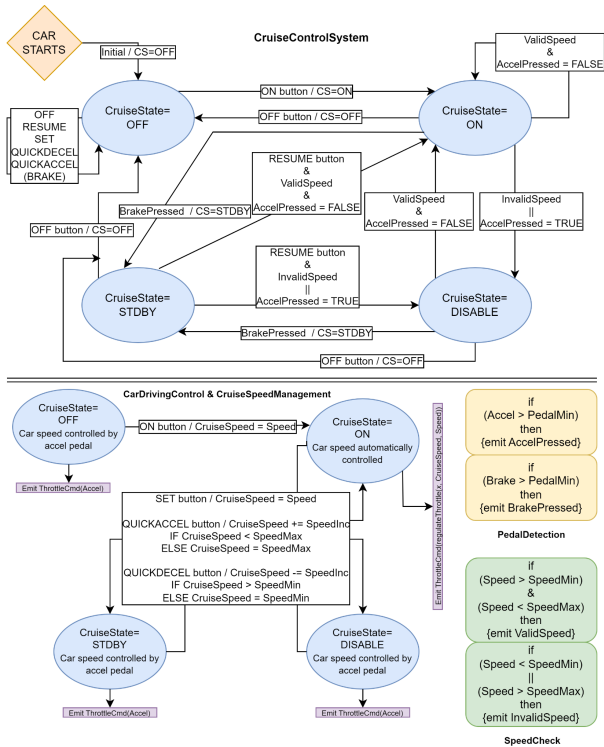 CAR
STARTS
CruiseControlSystem
Initial / CS=OFF
ValidSpeed
&
AccelPressed = FALSE
CruiseState=
OFF
ON button / CS=ON
OFF button / CS=OFF
CruiseState=
ON
OFF
RESUME
SET
QUICKDECEL
QUICKACCEL
(BRAKE)
RESUME button
&
ValidSpeed
&
AccelPressed = FALSE
ValidSpeed
&
AccelPressed = FALSE
InvalidSpeed
||
AccelPressed = TRUE
BrakePressed / CS=STDBY
OFF button / CS=OFF
RESUME button
&
InvalidSpeed
||
AccelPressed = TRUE
CruiseState=
STDBY
CruiseState=
DISABLE
BrakePressed / CS=STDBY
OFF button / CS=OFF
CarDrivingControl & CruiseSpeedManagement
CruiseState=
OFF
Car speed controlled by
accel pedal
ON button / CruiseSpeed = Speed
CruiseState=
ON
Car speed automatically
controlled
Emit ThrottleCmd(Accel)
Emit ThrottleCmd(regulateThrottle(x, CruiseSpeed, Speed))
SET button / CruiseSpeed = Speed
QUICKACCEL button / CruiseSpeed += SpeedInc
IF CruiseSpeed < SpeedMax
ELSE CruiseSpeed = SpeedMax
QUICKDECEL button / CruiseSpeed -= SpeedInc
IF CruiseSpeed > SpeedMin
ELSE CruiseSpeed = SpeedMin
CruiseState=
STDBY
Car speed controlled by
accel pedal
CruiseState=
DISABLE
Car speed controlled by
accel pedal
Emit ThrottleCmd(Accel)
Emit ThrottleCmd(Accel)
if
(Accel > PedalMin)
then
{emit AccelPressed}
if
(Brake > PedalMin)
then
{emit BrakePressed}
PedalDetection
if
(Speed > SpeedMin)
&
(Speed < SpeedMax)
then
{emit ValidSpeed}
if
(Speed < SpeedMin)
||
(Speed > SpeedMax)
then
{emit InvalidSpeed}
SpeedCheck